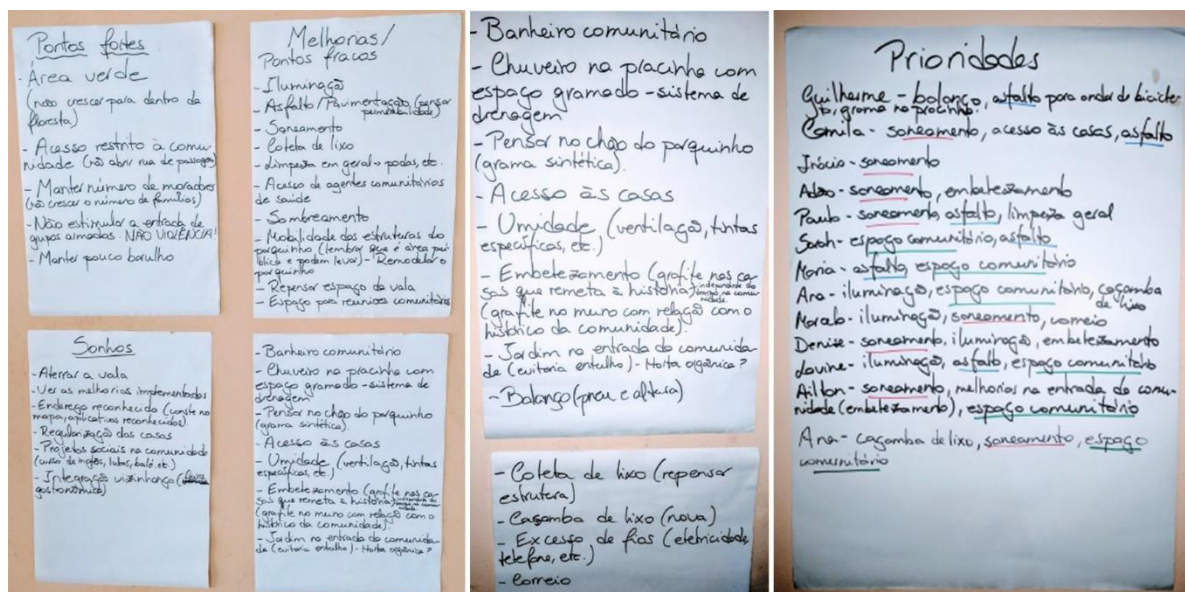 Pontos fortes
- Área verde
(não crescer para dentro da
floresta)
- Acesso restrito à comu-
nidade (não abrir rua de passagem)
- Manter número de moradores
(não crescer o número de famílias)
- Não estimular a entrada de
grupos armados. NÃO VIOLÊNCIA!
- Manter pouco barulho
Melhorias/
Pontos fracos
- Iluminação
- Asfalto/Pavimentação (pensar
permeabilidade)
- Saneamento
- Coleta de lixo
- Limpeza em geral e podas, etc.
- Acesso de agentes comunitários
de saúde
- Sombreamento
- Mobilidade das estruturas do
parquinho (lembrar que é área pú-
blica e podem levar) - Remodelar o
parquinho
- Repensar espaço da vala
- Espaço para reuniões comunitárias
Sonhos
- Aterrar a vala
- Ver as melhorias implementadas
- Endereço reconhecido (conste no
mapa, aplicativos reconhecidos).
- Regularização das casas
- Projetos sociais na comunidade
(curso de inglês, lutas, balé, etc.)
- Integração vizinhança (
gastronômica)
- Banheiro comunitário
- Chuveiro na pracinha com
espaço gramado - sistema de
drenagem
- Pensar no chão do parquinho
(grama sintética)
- Acesso às casas
- Umidade (ventilação, tintas
específicas, etc.)
- Embelezamento (grafite nas ca-
sas que remeta à história) independente da
(grafite no muro com relação com o
histórico da comunidade).
- Jardim na entrada da comunida-
de (evitaria entulho) - Horta orgânica?
- Banheiro comunitário
- Chuveiro na pracinha com
espaço gramado - sistema de
drenagem
- Pensar no chão do parquinho
(grama sintética).
- Acesso às casas
- Umidade (ventilação, tintas
específicas, etc.)
- Embelezamento (grafite nas ca-
sas que remeta à história) independente da
(grafite no muro com relação com o
histórico da comunidade).
- Jardim na entrada da comunida-
de (evitaria entulho) - Horta orgânica?
- Balanço (pneu e altura)
- Coleta de lixo (repensar
estrutura)
- Caçamba de lixo (nova)
- Excesso de fios (eletricidade,
telefone, etc.)
- Correio
Prioridades
Guilherme - balanço, asfalto para andar de bicicle-
ta, grama na pracinha.
Camila - saneamento, acesso às casas, asfalto
Inácio - saneamento
Adão - saneamento, embelezamento
Paulo - saneamento, asfalto, limpeza geral
Sarah - espaço comunitário, asfalto
Maria - asfalto, espaço comunitário
Ana - iluminação, espaço comunitário, caçamba
de lixo
- iluminação, saneamento, correio
Denise - saneamento, iluminação, embelezamento
- iluminação, asfalto, espaço comunitário
Ailton - saneamento, melhorias na entrada da comu-
nidade (embelezamento), espaço comunitário
Ana - caçamba de lixo, saneamento, espaço
comunitário